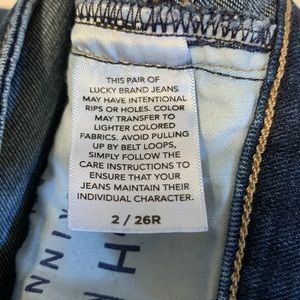 THIS PAIR OF
LUCKY BRAND JEANS
MAY HAVE INTENTIONAL
RIPS OR HOLES. COLOR
MAY TRANSFER TO
LIGHTER COLORED
FABRICS. AVOID PULLING
UP BY BELT LOOPS,
SIMPLY FOLLOW THE
CARE INSTRUCTIONS TO
ENSURE THAT YOUR
JEANS MAINTAIN THEIR
INDIVIDUAL CHARACTER.
2 / 26R